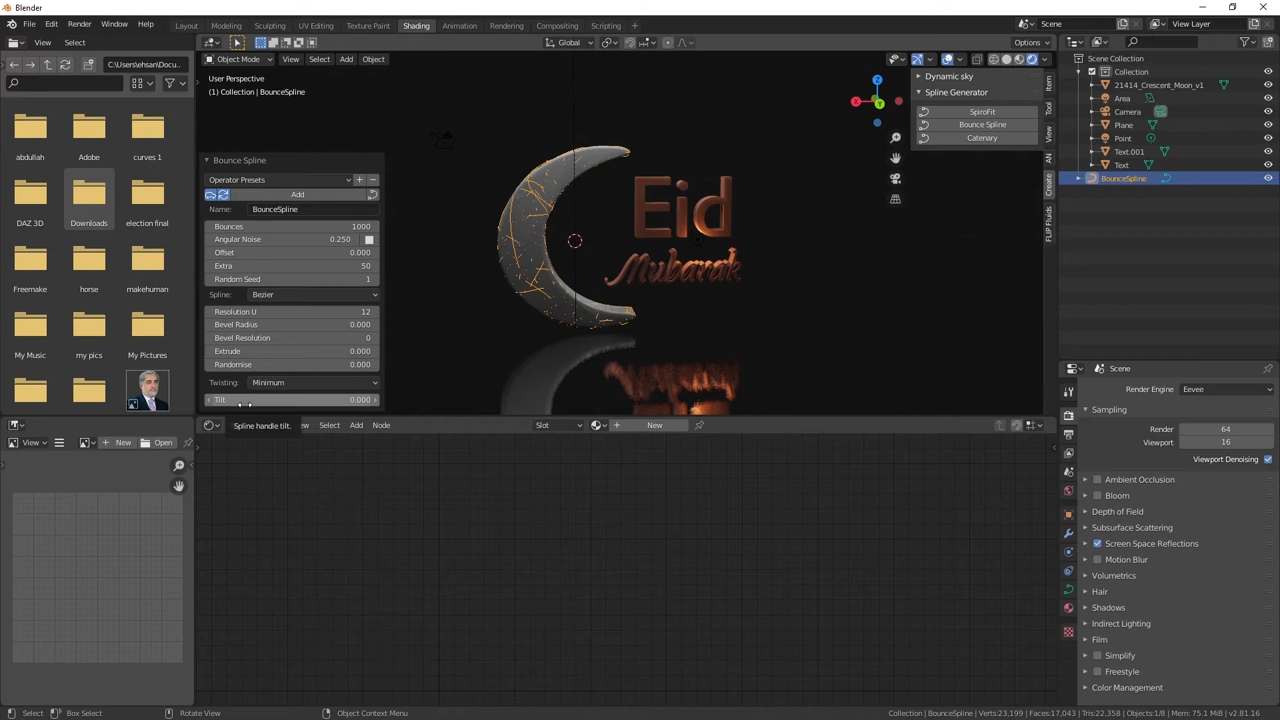 Blender
File Edit Render Window Help
Layout Modeling Sculpting UV Editing Texture Paint Shading Animation Rendering Compositing Scripting +
Scene View Layer
View Select
Object Mode View Select Add Object
Global
Options
C:\Users\ehsan\Docu...
User Perspective
(1) Collection | BounceSpline
Dynamic sky
Spline Generator
SpiroFit
Bounce Spline
Catenary
Item
Tool
View
AN
Create
FLIP Fluids
abdullah Adobe curves 1
DAZ 3D Downloads election final
Freemake horse makehuman
My Music my pics My Pictures
Bounce Spline
Operator Presets
Add
Name: BounceSpline
Bounces 1000
Angular Noise 0.250
Offset 0.000
Extra 50
Random Seed 1
Spline: Bezier
Resolution U 12
Bevel Radius 0.000
Bevel Resolution 0
Extrude 0.000
Randomise 0.000
Twisting: Minimum
Tilt 0.000
Spline handle tilt.
Eid
Mubarak
Scene Collection
Collection
21414_Crescent_Moon_v1
Area
Camera
Plane
Point
Text.001
Text
BounceSpline
View New Open
Select Add Node
Slot
New
Scene
Render Engine Eevee
Sampling
Render 64
Viewport 16
Viewport Denoising
Ambient Occlusion
Bloom
Depth of Field
Subsurface Scattering
Screen Space Reflections
Motion Blur
Volumetrics
Hair
Shadows
Indirect Lighting
Film
Simplify
Freestyle
Color Management
Select Box Select Rotate View Object Context Menu
Collection | BounceSpline | Verts:23,199 | Faces:17,043 | Tris:22,358 | Objects:1/8 | Mem: 75.1 MiB | v2.81.16